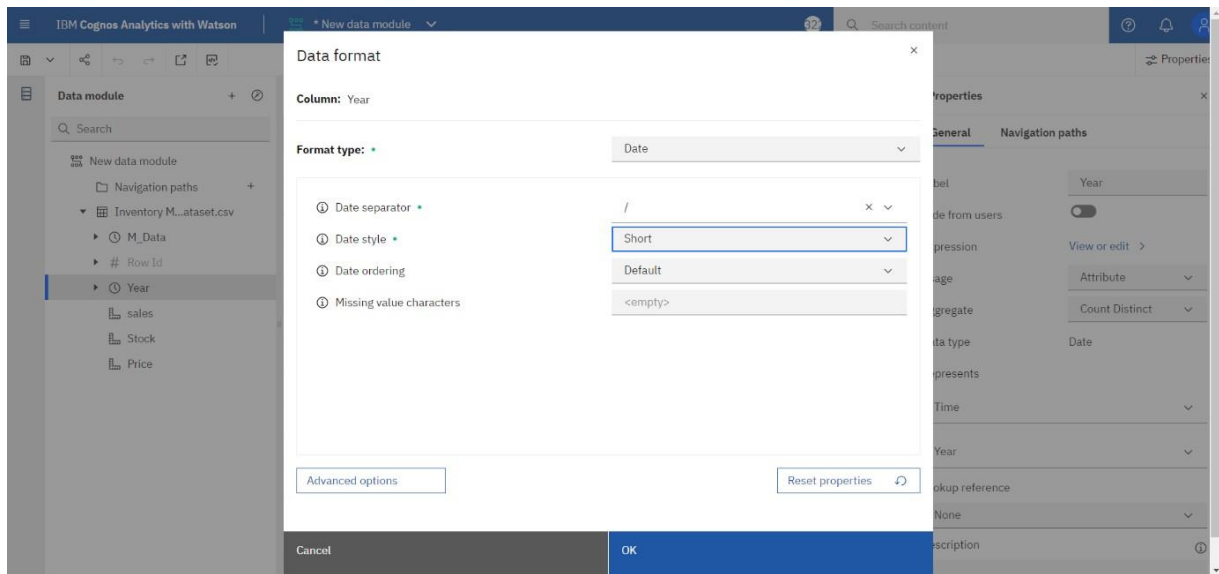 IBM Cognos Analytics with Watson
* New data module
92
Search content
Properties
Data module
Search
New data module
Navigation paths
Inventory M...ataset.csv
M_Data
# Row Id
Year
sales
Stock
Price
Data format
Column: Year
Format type:
Date
Date separator
/
Date style
Short
Date ordering
Default
Missing value characters
<empty>
Advanced options
Reset properties
Cancel
OK
Properties
General Navigation paths
bel
Year
de from users
pression
View or edit
age
Attribute
gregate
Count Distinct
ta type
Date
presents
Time
Year
okup reference
None
scription